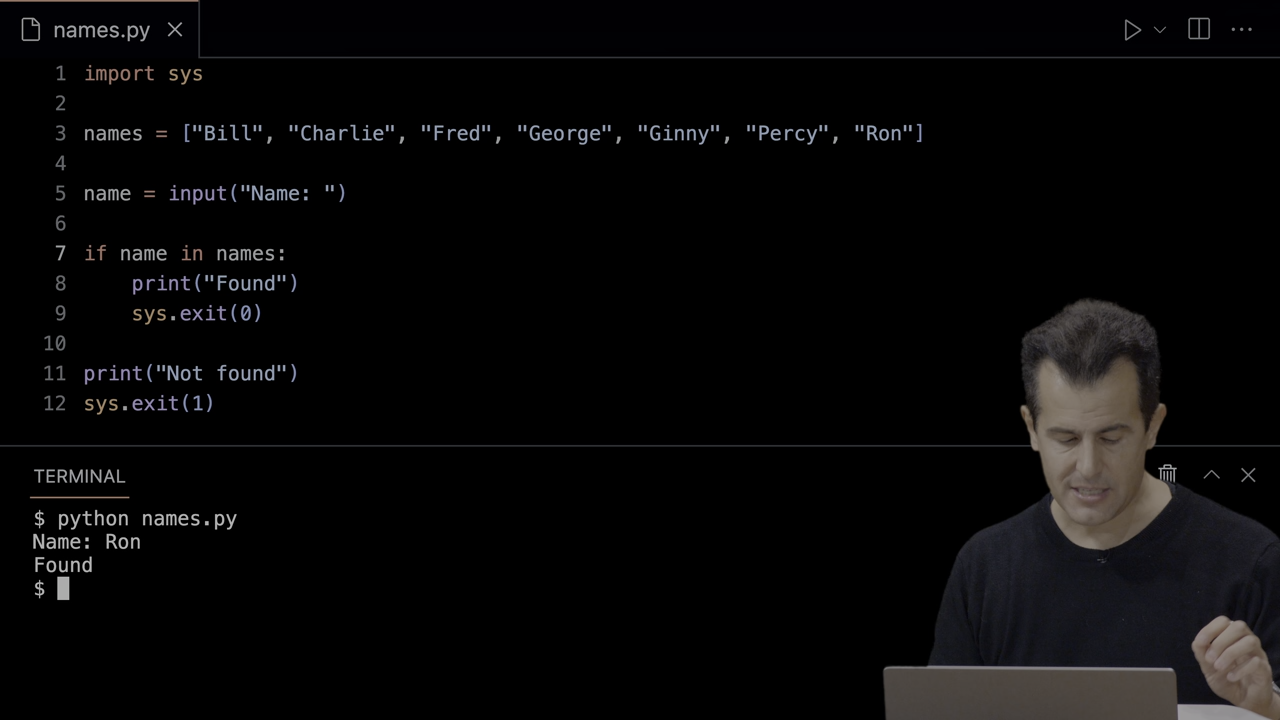 names.py
1 import sys
2
3 names = ["Bill", "Charlie", "Fred", "George", "Ginny", "Percy", "Ron"]
4
5 name = input("Name: ")
6
7 if name in names:
8     print("Found")
9     sys.exit(0)
10
11 print("Not found")
12 sys.exit(1)
TERMINAL
$ python names.py
Name: Ron
Found
$